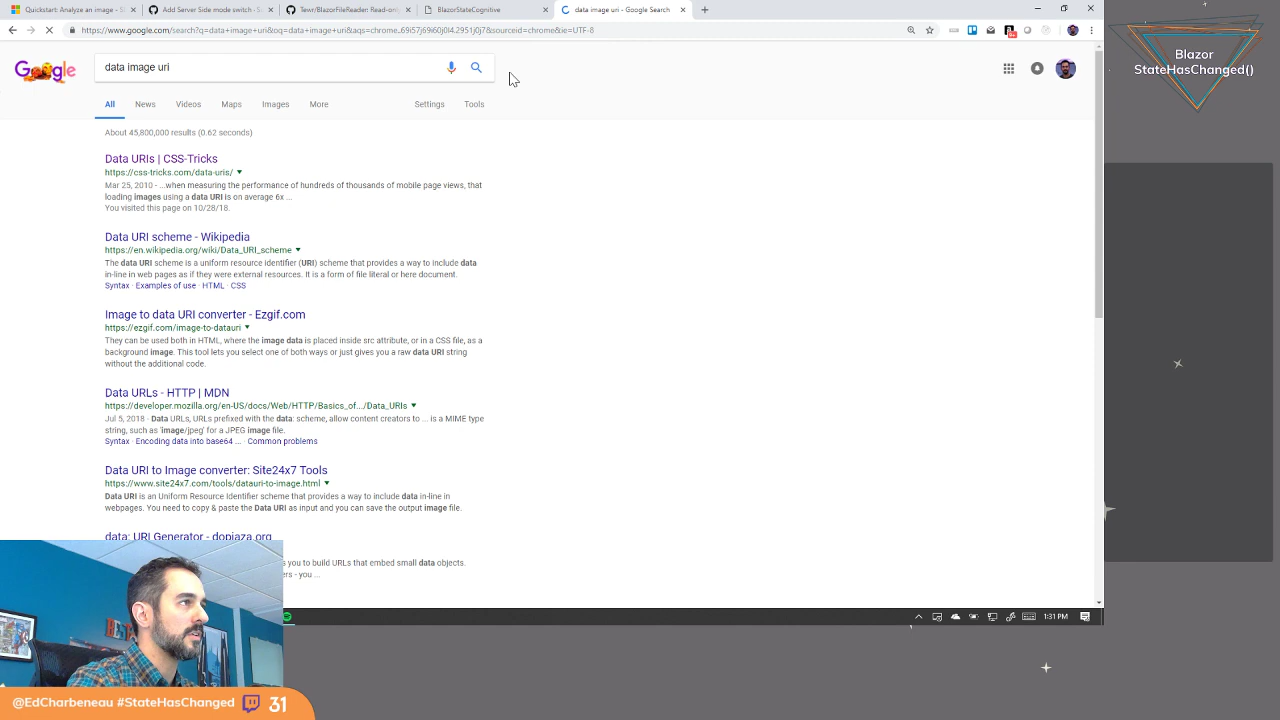 Quickstart: Analyze an image - S
Add Server Side mode switch - S
Tewr/BlazorFileReader: Read-on
BlazorStateCognitive
data image uri - Google Search
https://www.google.com/search?q=data+image+uri&oq=data+image+uri&aqs=chrome..69i57j69i60j0l4.2951j0j7&sourceid=chrome&ie=UTF-8
Blazor
StateHasChanged()
Google
data image uri
All News Videos Maps Images More Settings Tools
About 45,800,000 results (0.62 seconds)
Data URIs | CSS-Tricks
https://css-tricks.com/data-uris/
Mar 25, 2010 - ...when measuring the performance of hundreds of thousands of mobile page views, that
loading images using a data URI is on average 6x ...
You visited this page on 10/28/18.
Data URI scheme - Wikipedia
https://en.wikipedia.org/wiki/Data_URI_scheme
The data URI scheme is a uniform resource identifier (URI) scheme that provides a way to include data
in-line in web pages as if they were external resources. It is a form of file literal or here document.
Syntax · Examples of use · HTML · CSS
Image to data URI converter - Ezgif.com
https://ezgif.com/image-to-datauri
They can be used both in HTML, where the image data is placed inside src attribute, or in a CSS file, as a
background image. This tool lets you select one of both ways or just gives you a raw data URI string
without the additional code.
Data URLs - HTTP | MDN
https://developer.mozilla.org/en-US/docs/Web/HTTP/Basics_of.../Data_URIs
Jul 5, 2018 - Data URLs, URLs prefixed with the data: scheme, allow content creators to ... is a MIME type
string, such as 'image/jpeg' for a JPEG image file.
Syntax · Encoding data into base64 ... · Common problems
Data URI to Image converter: Site24x7 Tools
https://www.site24x7.com/tools/datauri-to-image.html
Data URI is an Uniform Resource Identifier scheme that provides a way to include data in-line in
webpages. You need to copy & paste the Data URI as input and you can save the output image file.
data: URI Generator - dopiaza.org
s you to build URLs that embed small data objects.
ers - you ...
1:31 PM
@EdCharbeneau #StateHasChanged 31